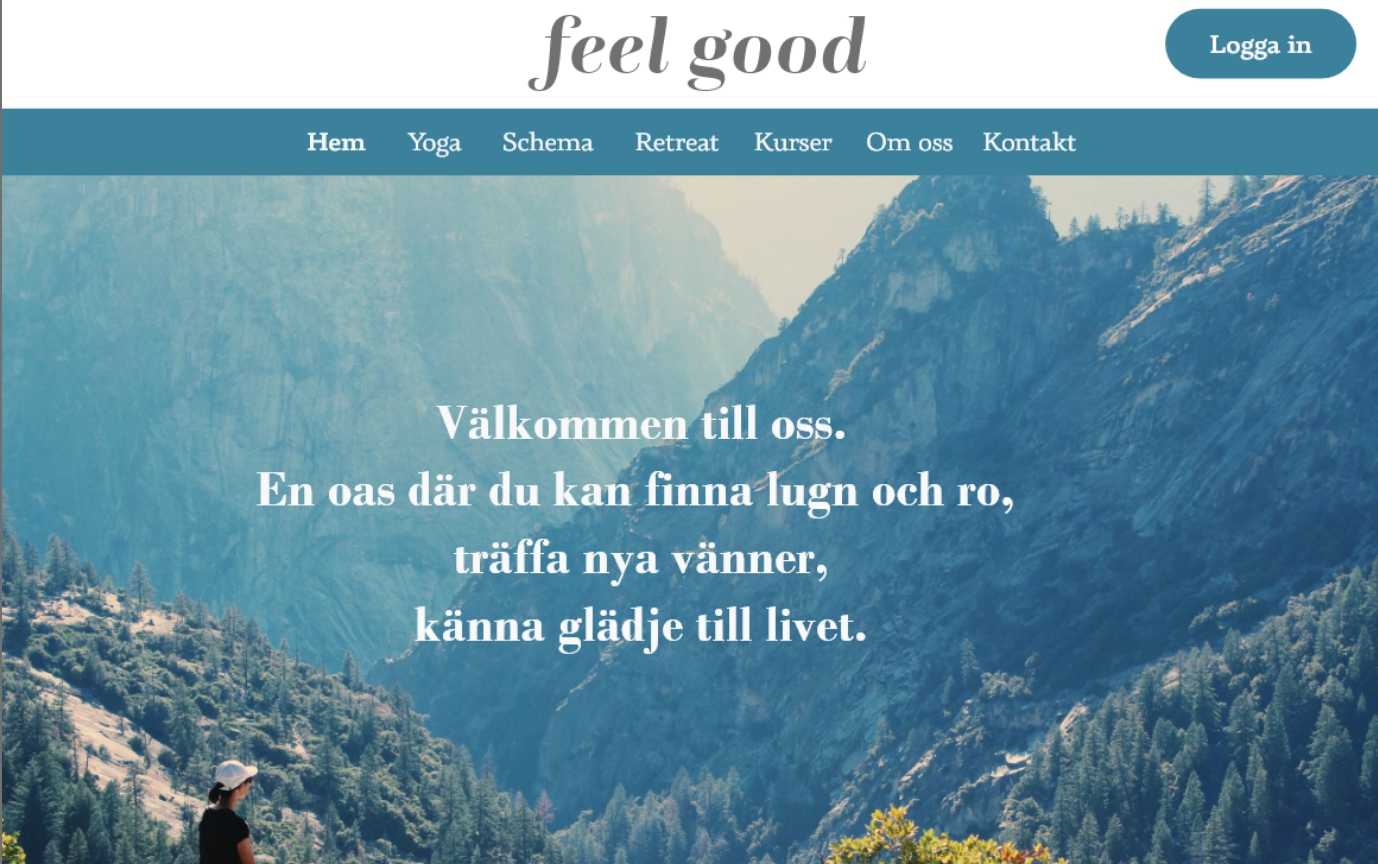 feel good
Logga in
Hem Yoga Schema Retreat Kurser Om oss Kontakt
Välkommen till oss.
En oas där du kan finna lugn och ro,
träffa nya vänner,
känna glädje till livet.